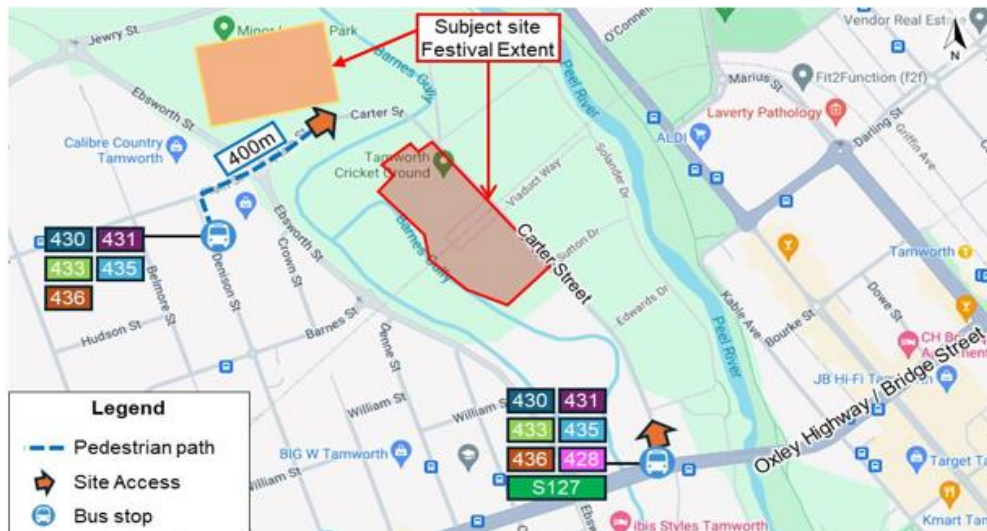 Jewry St
Minor
Park
Subject site
Festival Extent
O'Connell
Vendor Real Estate
N
Barnes Gully
Peel River
Marius St
Fit2Function (f2f)
Ebsworth St
Carter St
Laverty Pathology
Darling St
Griffin Ave
Calibre Country
Tamworth
400m
ALDI
Tamworth
Cricket Ground
Viaduct Way
Solander Dr
430 431
433 435
436
Belmore St
Denison St
Crown St
Ebsworth St
Barnes Gully
Carter Street
Sutton Dr
Tamworth
Hudson St
Barnes St
Edwards Dr
Peel River
Kable Ave
Bourke St
Dowe St
Oxley Highway / Bridge Street
JB Hi-Fi Tamworth
William St
William S
William St
BIG W Tamworth
430 431
433 435
436 428
S127
Ebsw
Target Ta
Kmart Tam
ibis Styles Tamworth
Legend
Pedestrian path
Site Access
Bus stop